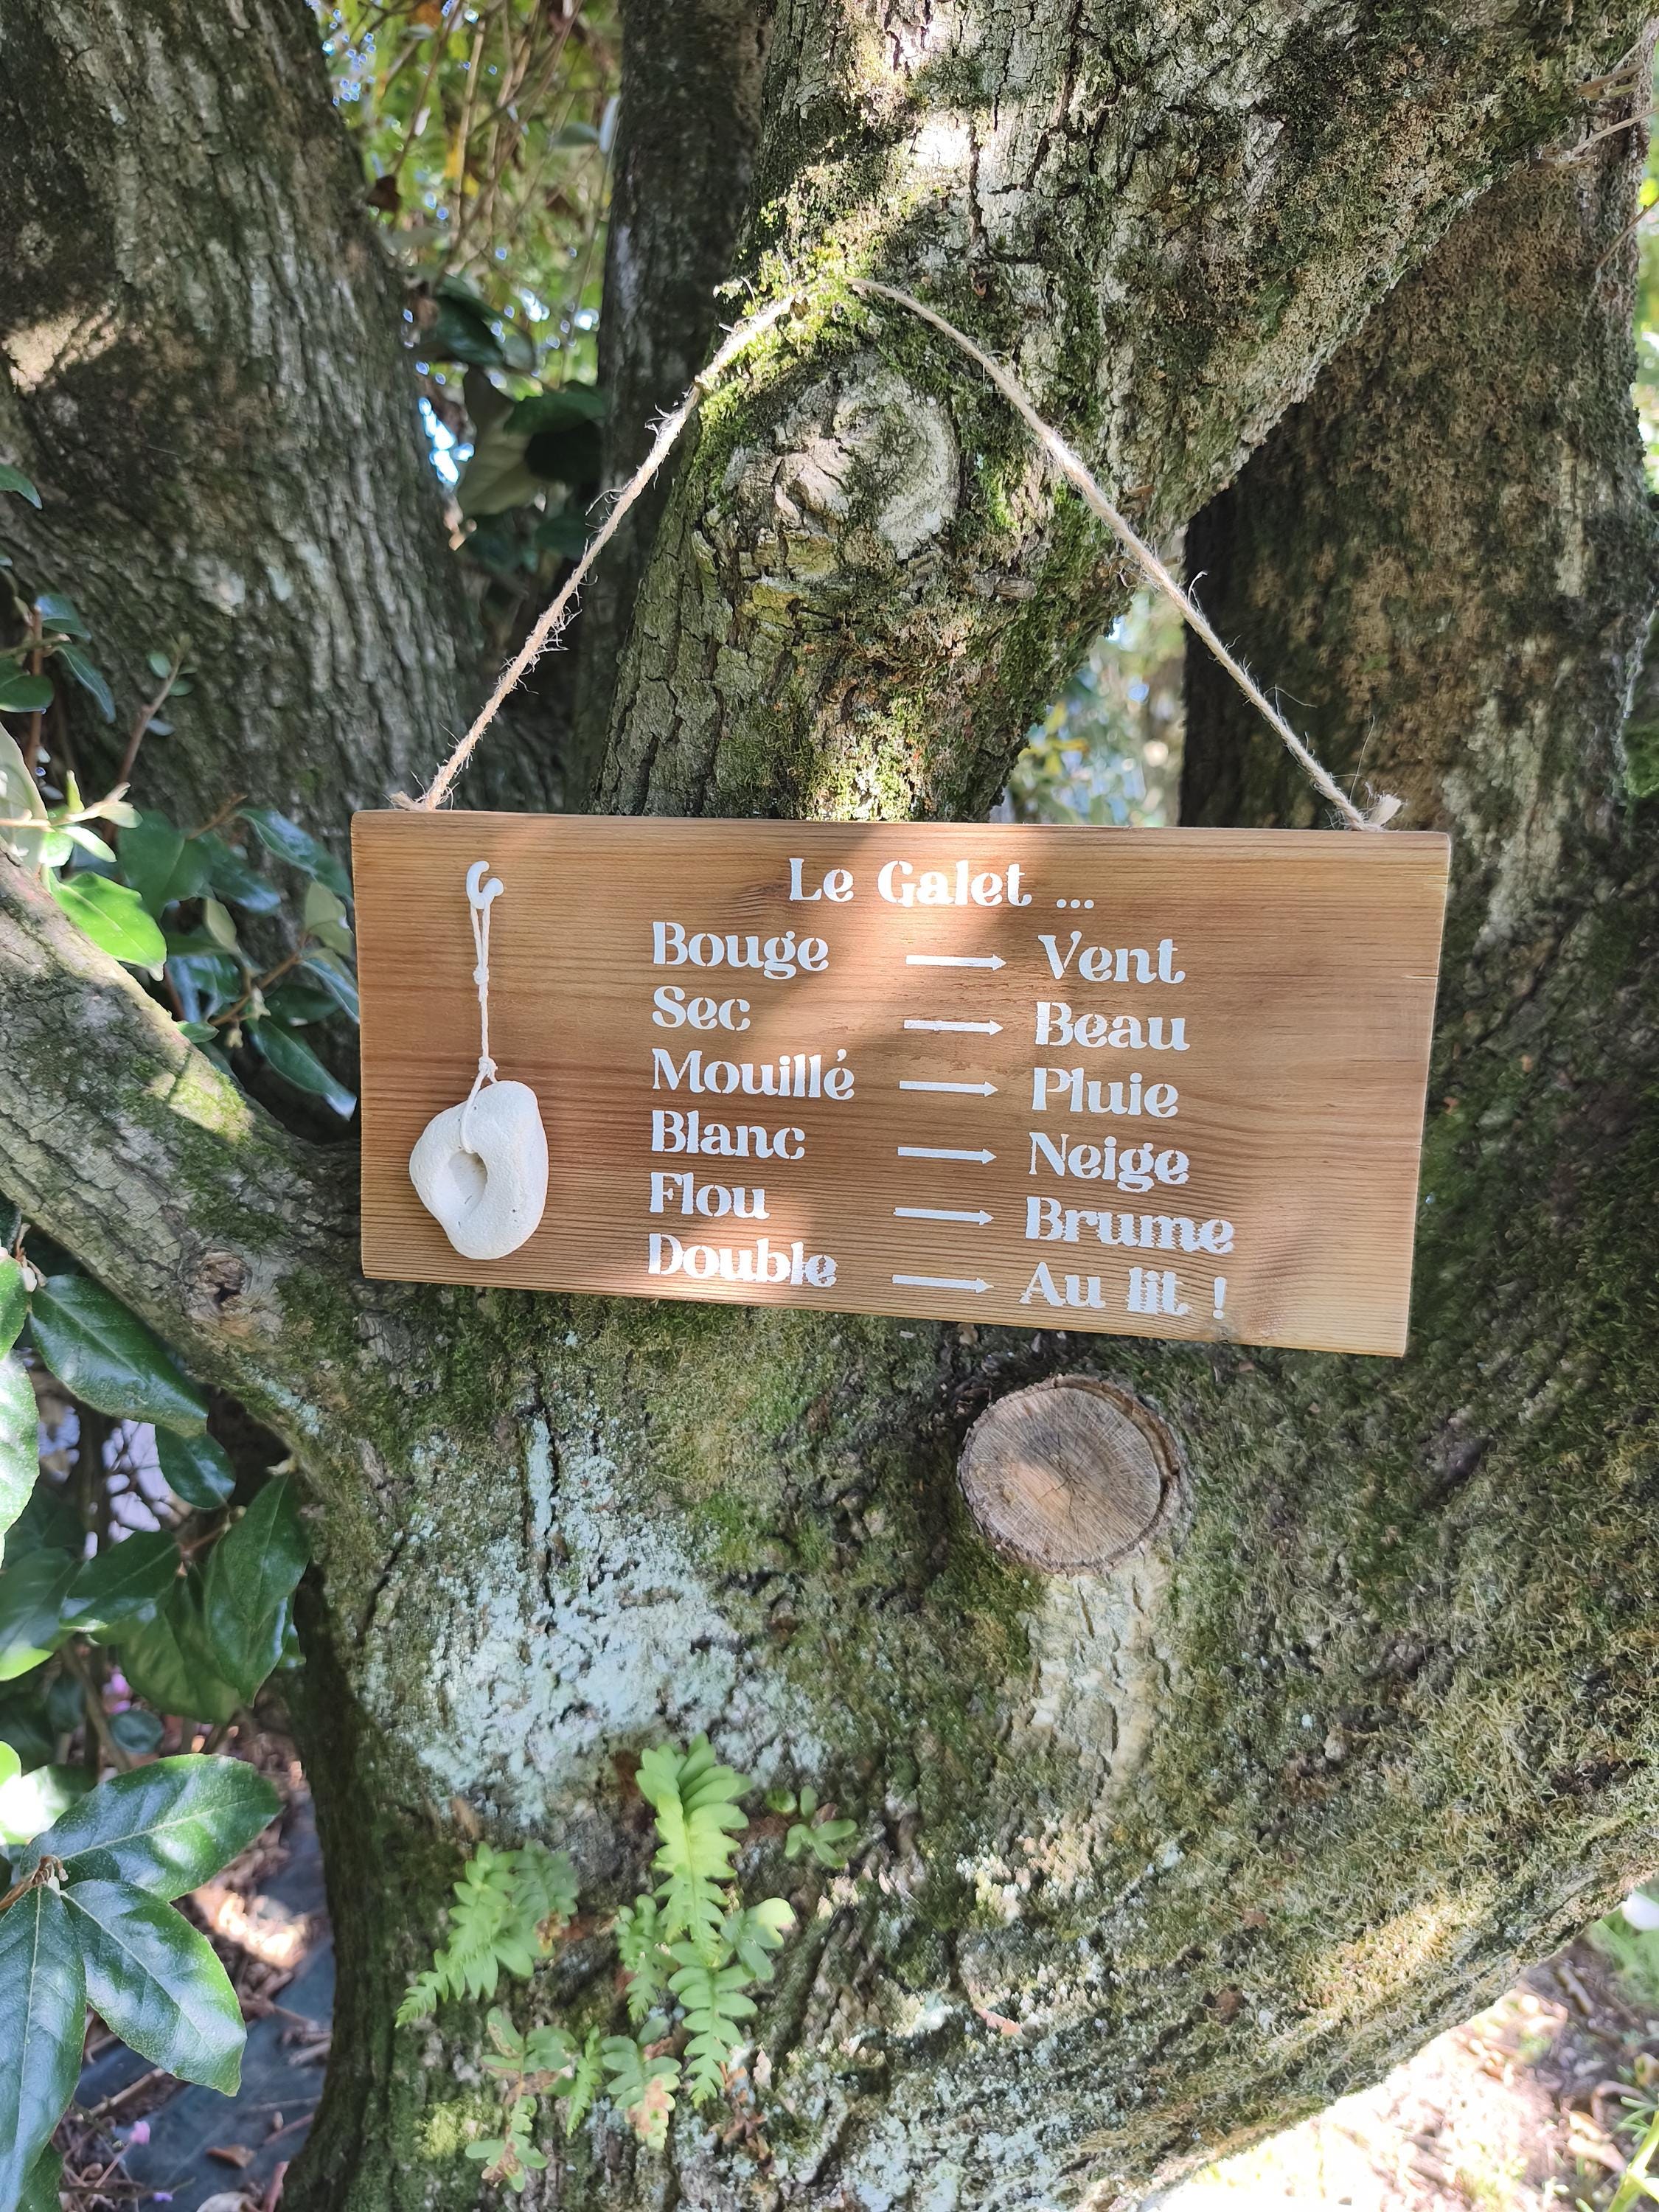 Le Galet ...
Bouge → Vent
Sec → Beau
Mouillé → Pluie
Blanc → Neige
Flou → Brume
Double → Au lit !